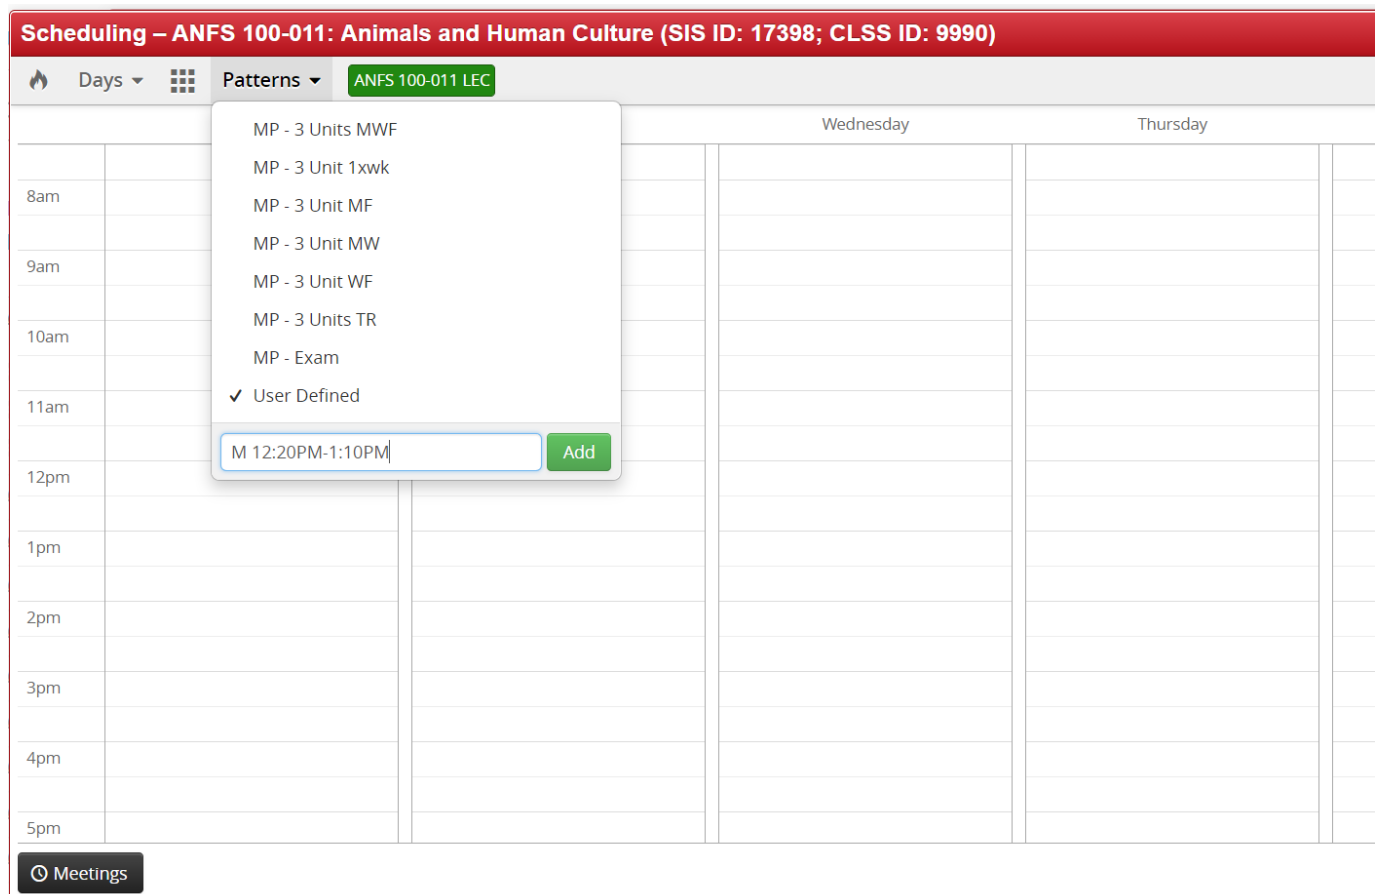 Scheduling – ANFS 100-011: Animals and Human Culture (SIS ID: 17398; CLSS ID: 9990)
Days Patterns ANFS 100-011 LEC
Wednesday Thursday
MP - 3 Units MWF
MP - 3 Unit 1xwk
MP - 3 Unit MF
MP - 3 Unit MW
MP - 3 Unit WF
MP - 3 Units TR
MP - Exam
User Defined
M 12:20PM-1:10PM Add
8am
9am
10am
11am
12pm
1pm
2pm
3pm
4pm
5pm
Meetings